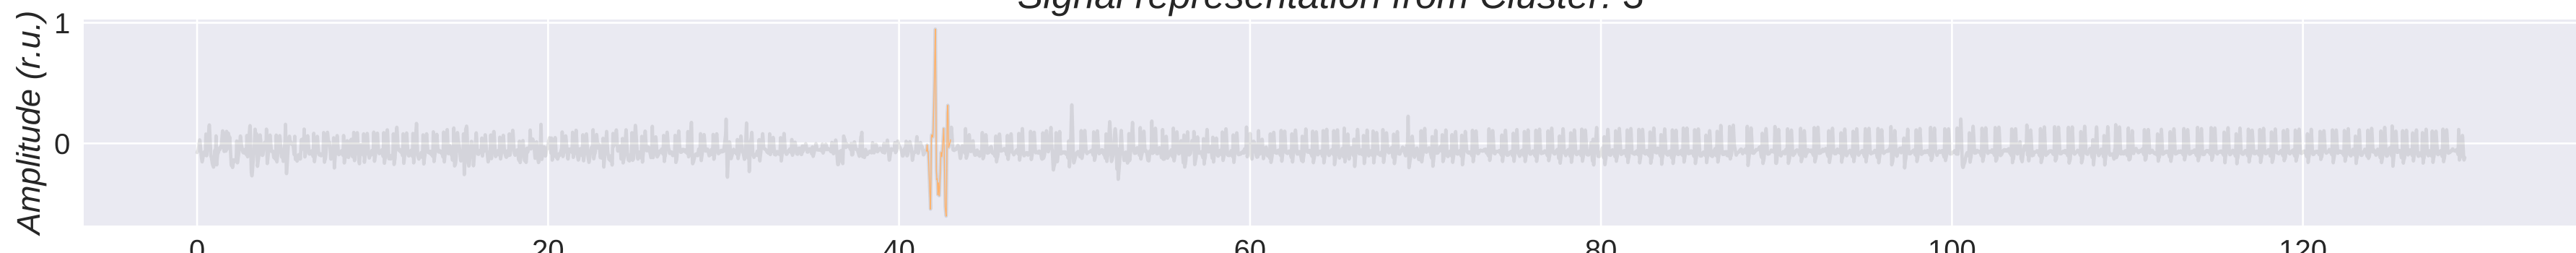 Signal representation from Cluster: 3
Amplitude (r.u.)
1
0
0 20 40 60 80 100 120